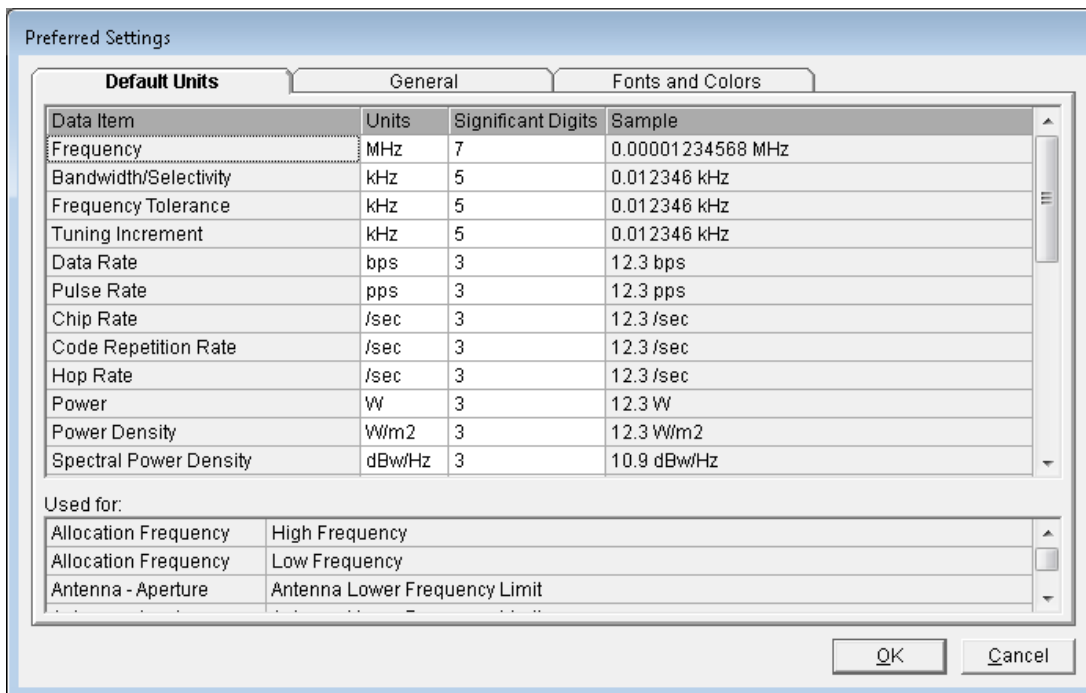 Preferred Settings
Default Units General Fonts and Colors
Data Item Units Significant Digits Sample
Frequency MHz 7 0.00001234568 MHz
Bandwidth/Selectivity kHz 5 0.012346 kHz
Frequency Tolerance kHz 5 0.012346 kHz
Tuning Increment kHz 5 0.012346 kHz
Data Rate bps 3 12.3 bps
Pulse Rate pps 3 12.3 pps
Chip Rate /sec 3 12.3 /sec
Code Repetition Rate /sec 3 12.3 /sec
Hop Rate /sec 3 12.3 /sec
Power W 3 12.3 W
Power Density W/m2 3 12.3 W/m2
Spectral Power Density dBw/Hz 3 10.9 dBw/Hz
Used for:
Allocation Frequency High Frequency
Allocation Frequency Low Frequency
Antenna - Aperture Antenna Lower Frequency Limit
OK Cancel